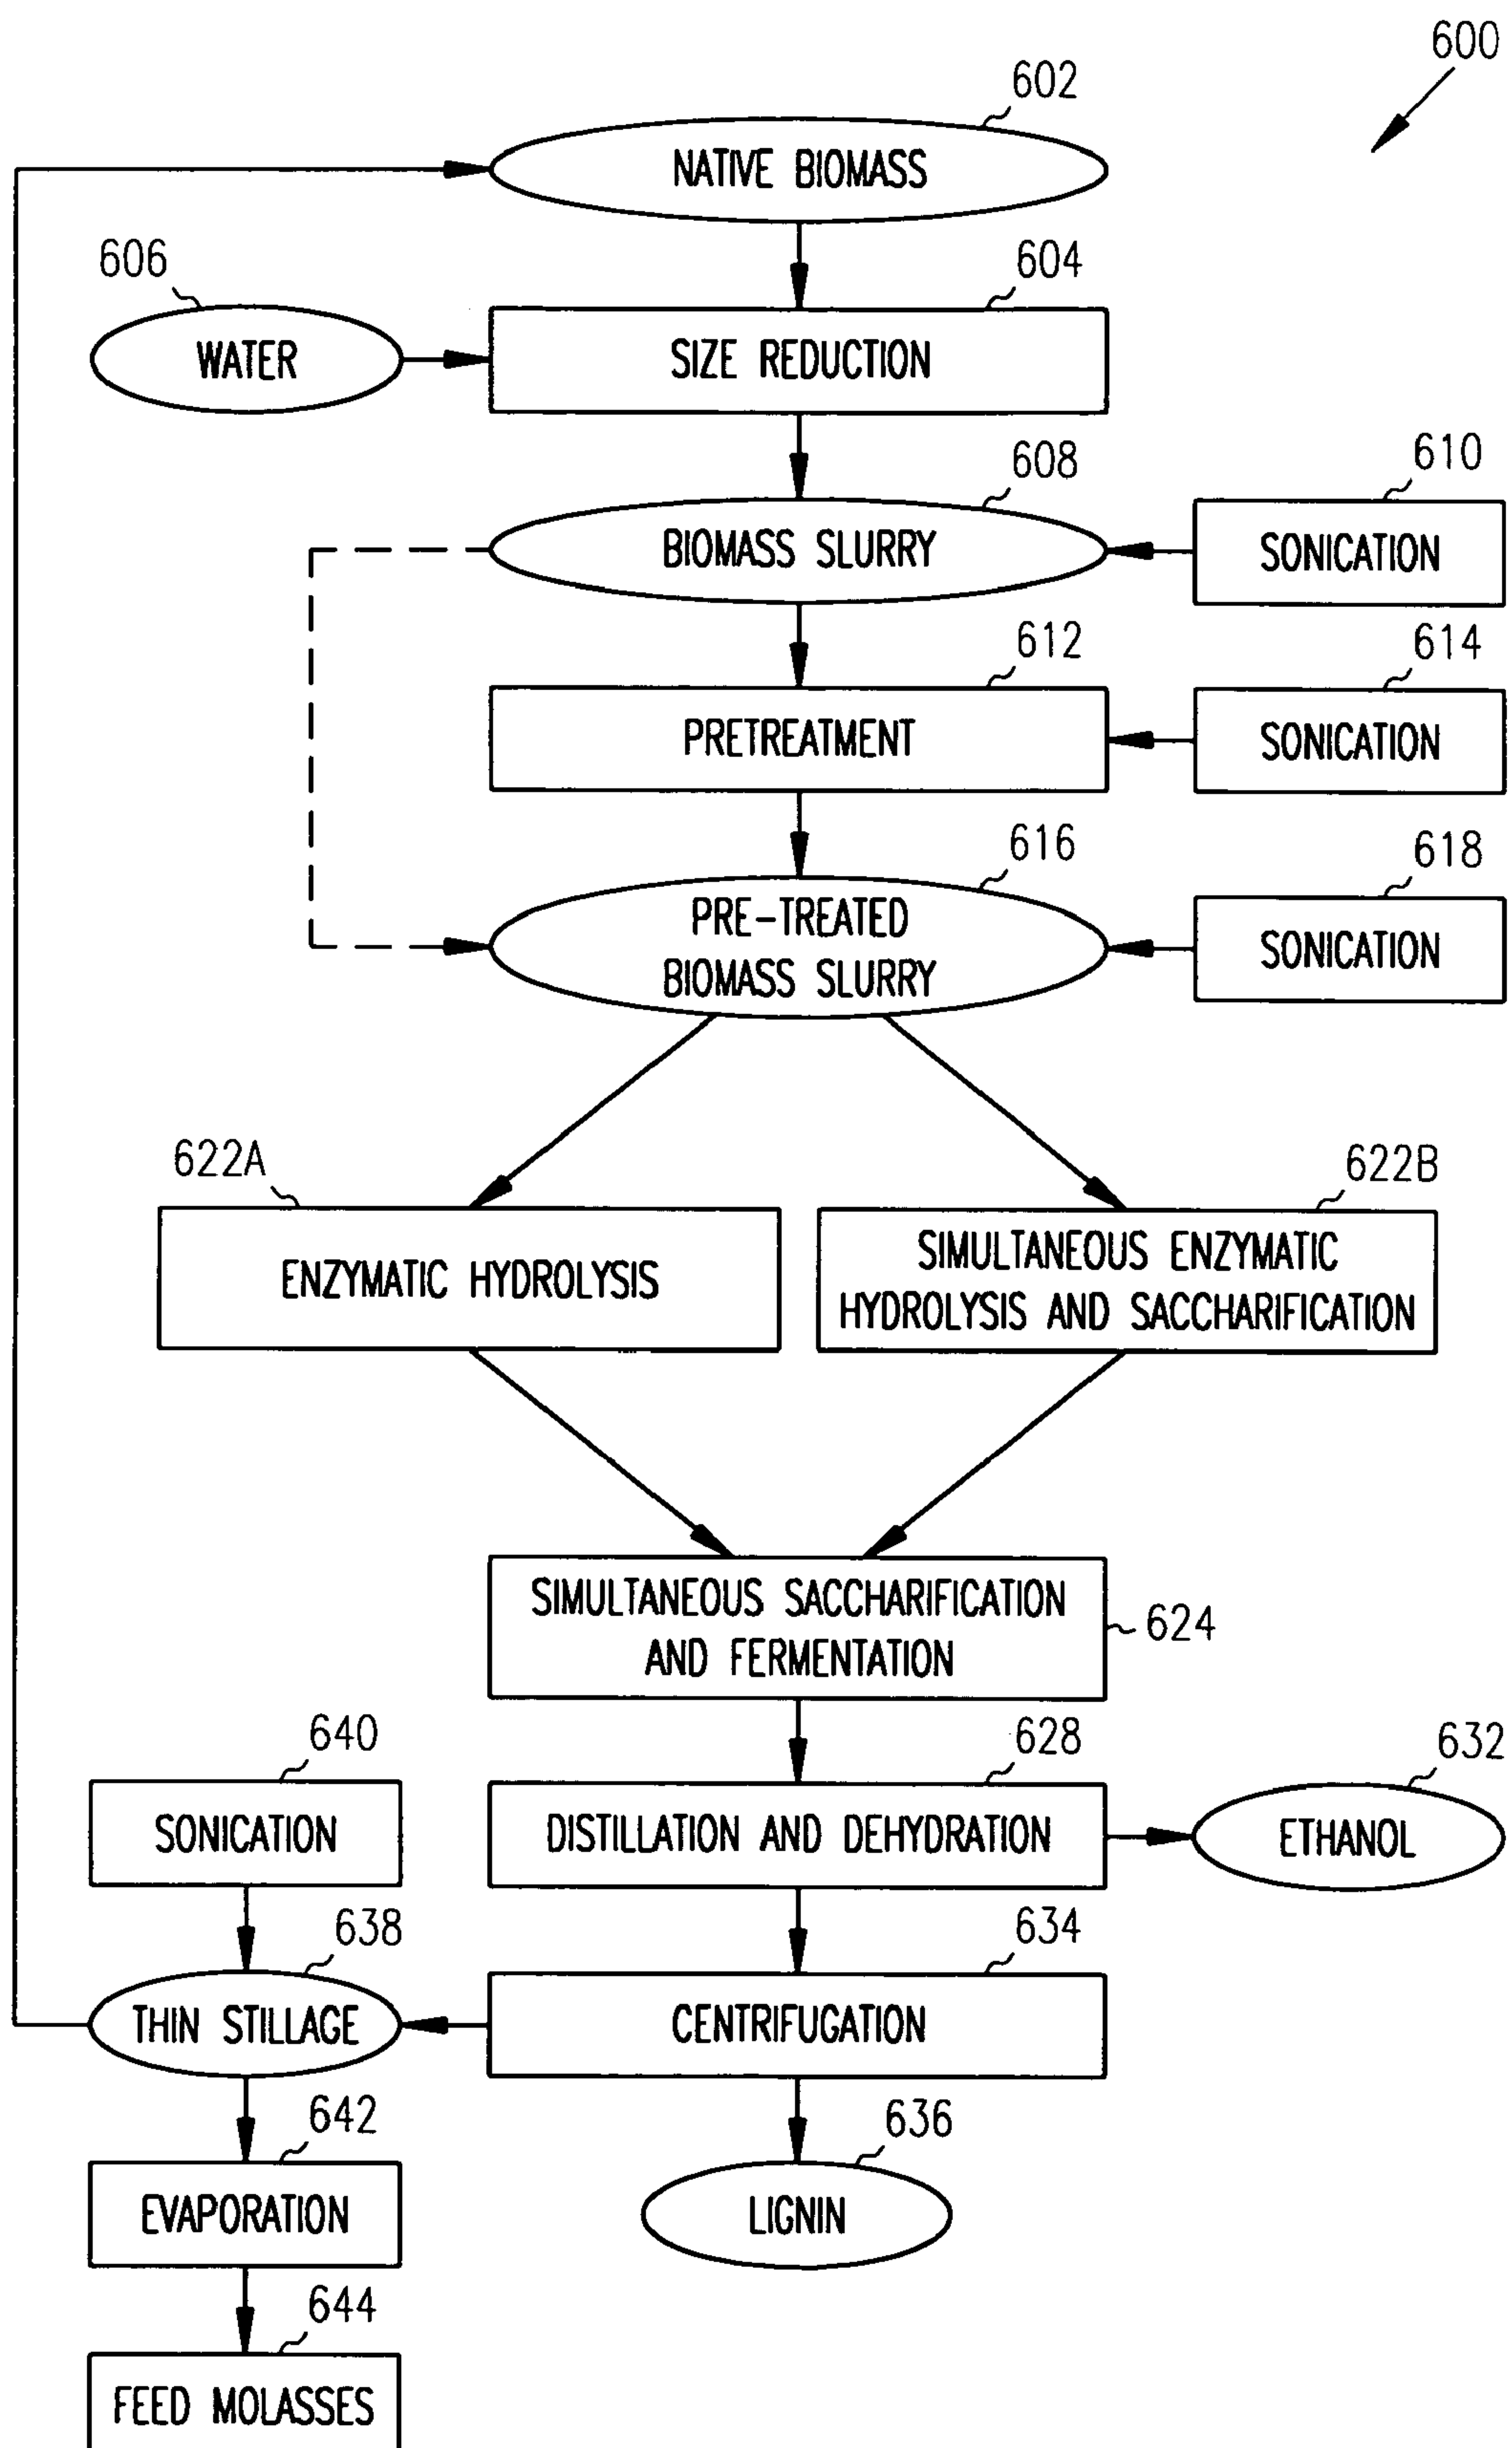 600
602
NATIVE BIOMASS
606
604
WATER
SIZE REDUCTION
608
610
BIOMASS SLURRY
SONICATION
612
614
PRETREATMENT
SONICATION
616
618
PRE-TREATED
BIOMASS SLURRY
SONICATION
622A
622B
ENZYMATIC HYDROLYSIS
SIMULTANEOUS ENZYMATIC
HYDROLYSIS AND SACCHARIFICATION
SIMULTANEOUS SACCHARIFICATION
AND FERMENTATION
624
640
628
632
SONICATION
DISTILLATION AND DEHYDRATION
ETHANOL
638
634
THIN STILLAGE
CENTRIFUGATION
642
636
EVAPORATION
LIGNIN
644
FEED MOLASSES